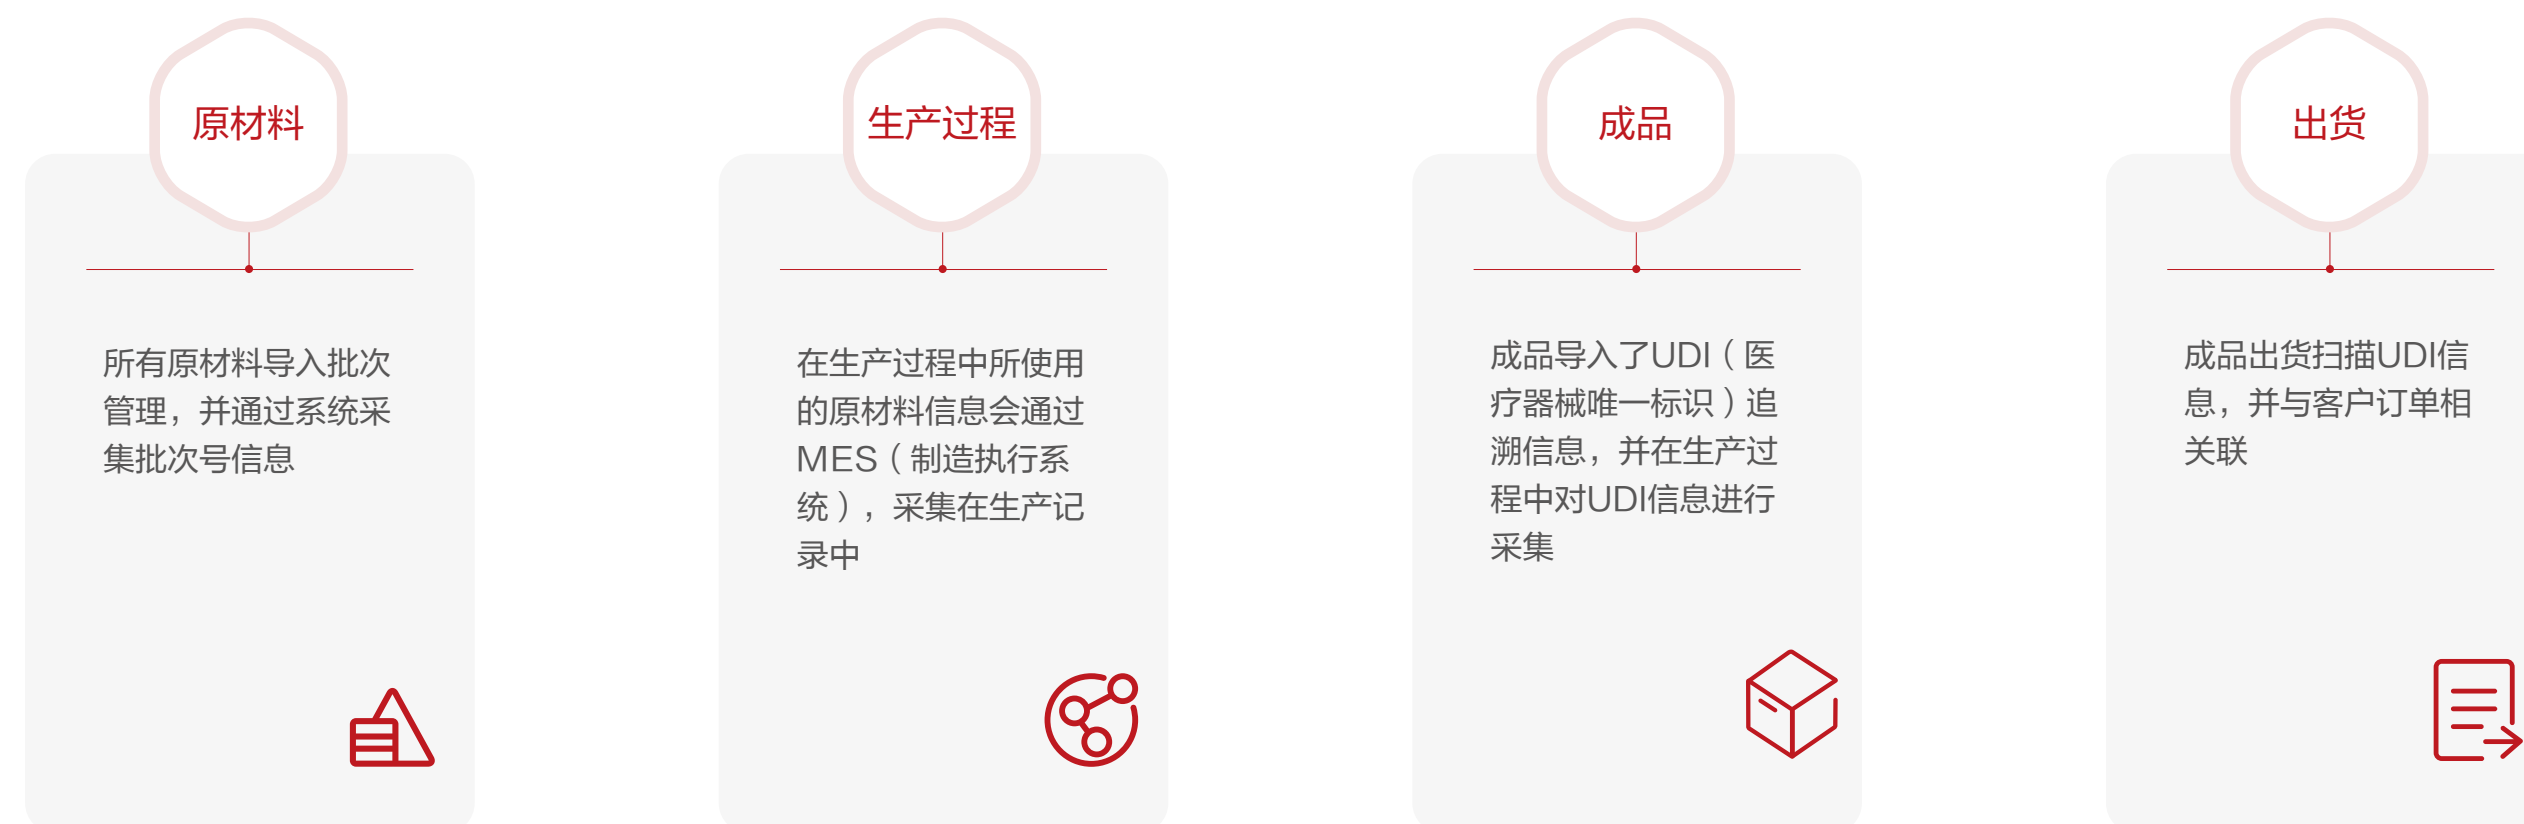 原材料
所有原材料导入批次
管理，并通过系统采
集批次号信息
生产过程
在生产过程中所使用
的原材料信息会通过
MES（制造执行系
统），采集在生产记
录中
成品
成品导入了UDI（医
疗器械唯一标识）追
溯信息，并在生产过
程中对UDI信息进行
采集
出货
成品出货扫描UDI信
息，并与客户订单相
关联